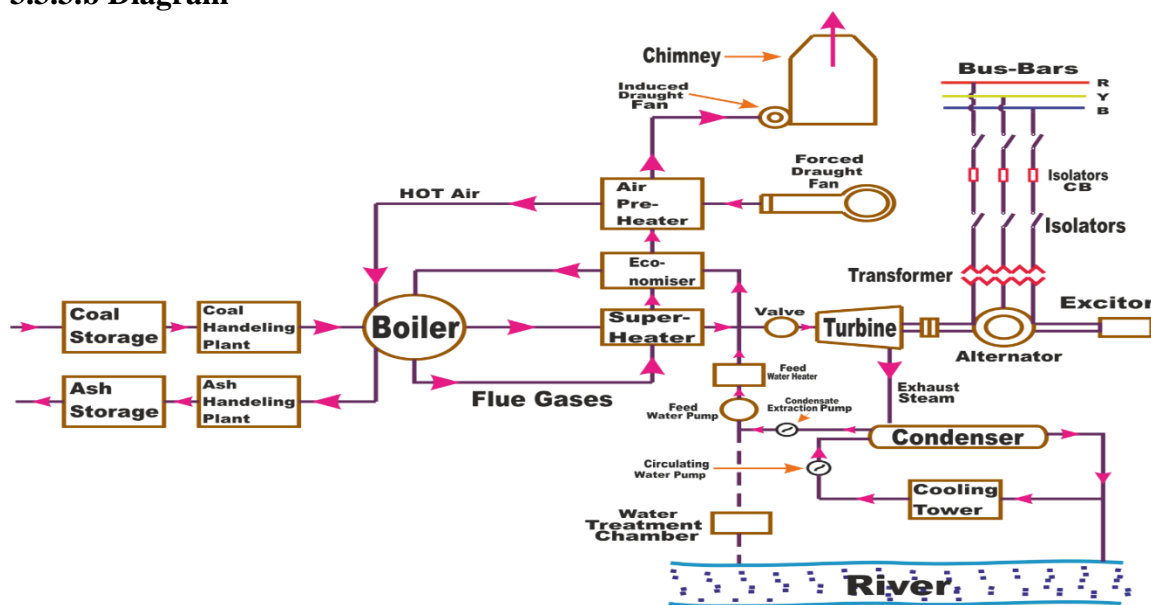 Diagram
Chimney
Induced
Draught
Fan
Bus-Bars
R
Y
B
Forced
Draught
Fan
Isolators
CB
HOT Air
Air
Pre-
Heater
Isolators
Eco-
nomiser
Transformer
Coal
Storage
Coal
Handeling
Plant
Boiler
Super-
Heater
Valve
Turbine
Alternator
Excitor
Ash
Storage
Ash
Handeling
Plant
Flue Gases
Feed
Water Heater
Exhaust
Steam
Feed
Water Pump
Condensate
Extraction Pump
Condenser
Circulating
Water Pump
Cooling
Tower
Water
Treatment
Chamber
River